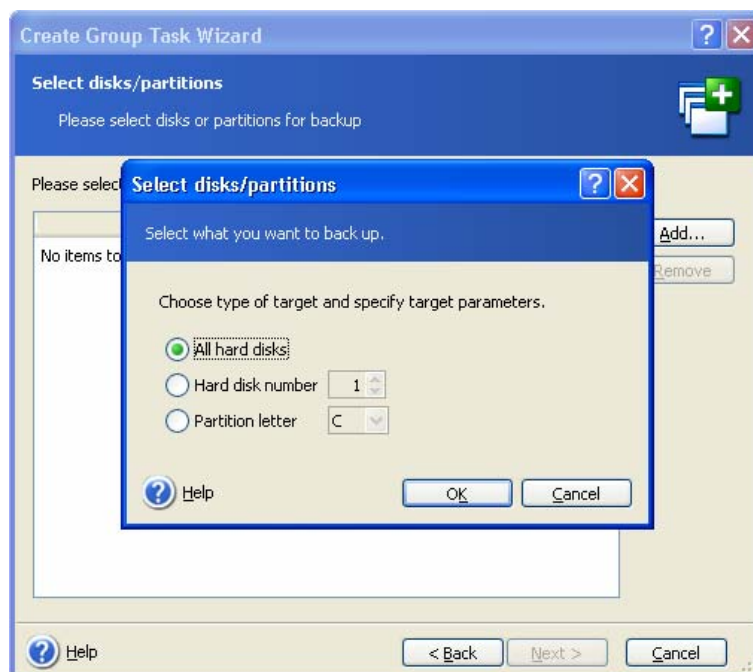 Create Group Task Wizard
Select disks/partitions
Please select disks or partitions for backup
Please select
Select disks/partitions
Select what you want to back up.
Add...
No items to
Remove
Choose type of target and specify target parameters.
All hard disks
Hard disk number 1
Partition letter C
Help OK Cancel
Help < Back Next > Cancel